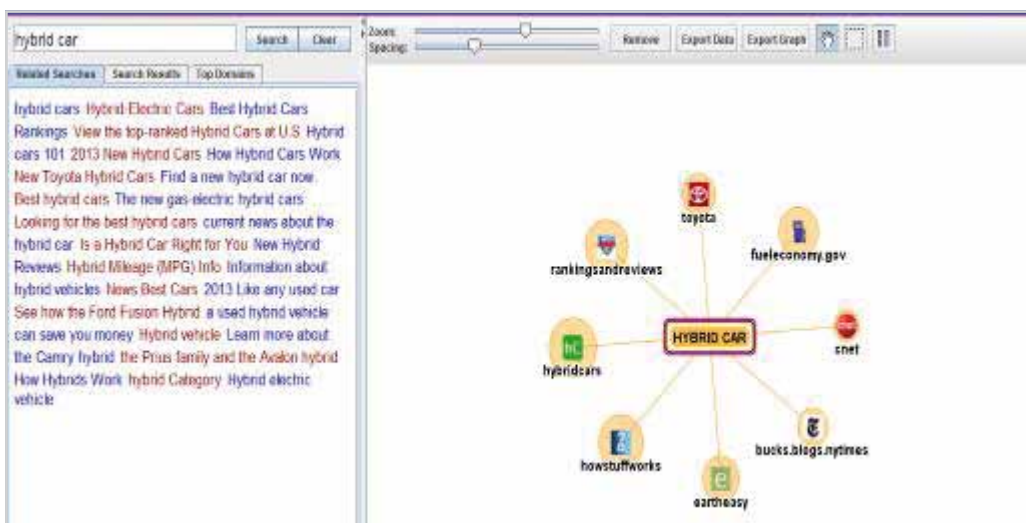 hybrid car
Search
Clear
Zoom:
Spacing:
Remove
Export Data
Export Graph
Related Searches
Search Results
Top Domains
hybrid cars Hybrid-Electric Cars Best Hybrid Cars
Rankings View the top-ranked Hybrid Cars at U.S Hybrid
cars 101 2013 New Hybrid Cars How Hybrid Cars Work
New Toyota Hybrid Cars Find a new hybrid car now.
Best hybrid cars The new gas-electric hybrid cars
Looking for the best hybrid cars current news about the
hybrid car Is a Hybrid Car Right for You New Hybrid
Reviews Hybrid Mileage (MPG) Info Information about
hybrid vehicles News Best Cars 2013 Like any used car
See how the Ford Fusion Hybrid a used hybrid vehicle
can save you money Hybrid vehicle Learn more about
the Camry hybrid the Prius family and the Avalon hybrid
How Hybrids Work hybrid Category Hybrid electric
vehicle
toyota
fueleconomy.gov
rankingsandreviews
HYBRID CAR
cnet
hC
hybridcars
bucks.blogs.nytimes
howstuffworks
e
eartheasy